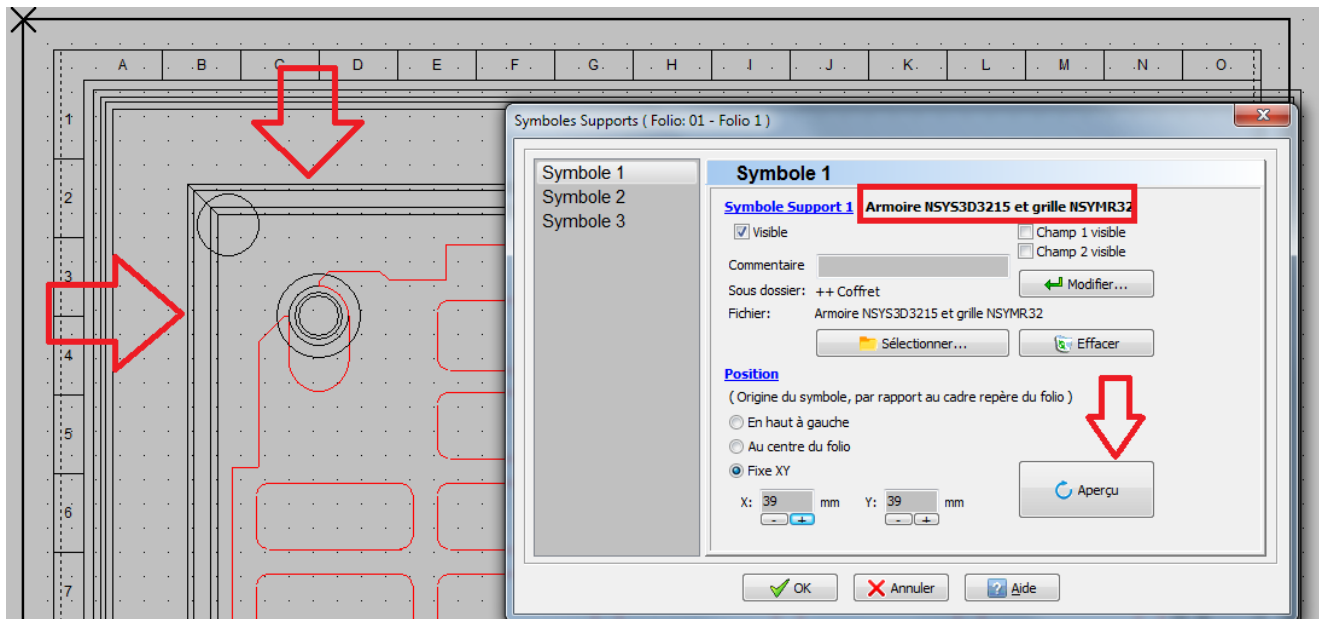 A B C D E F G H I J K L M N O
1
2
3
4
5
6
7
Symboles Supports ( Folio: 01 - Folio 1 )
x
Symbole 1
Symbole 2
Symbole 3
Symbole 1
Symbole Support 1 Armoire NSYS3D3215 et grille NSYMR32
Visible
Champ 1 visible
Champ 2 visible
Commentaire
Sous dossier: ++ Coffret
Modifier...
Fichier: Armoire NSYS3D3215 et grille NSYMR32
Sélectionner...
Effacer
Position
( Origine du symbole, par rapport au cadre repère du folio )
En haut à gauche
Au centre du folio
Fixe XY
X: 39 mm Y: 39 mm
- + - +
Aperçu
OK Annuler ? Aide